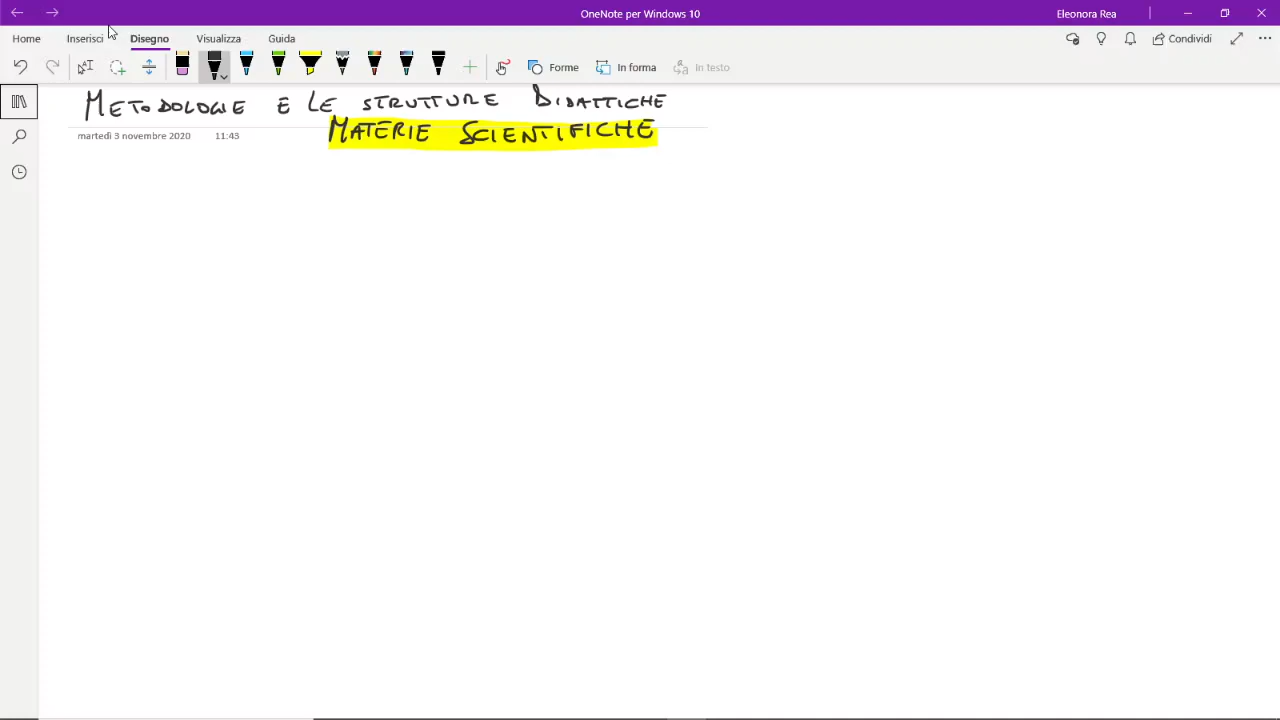 OneNote per Windows 10
Eleonora Rea
Home Inserisci Disegno Visualizza Guida
Condividi
Forme In forma In testo
METODOLOGIE E LE STRUTTURE DIDATTICHE
martedì 3 novembre 2020 11:43
MATERIE SCIENTIFICHE